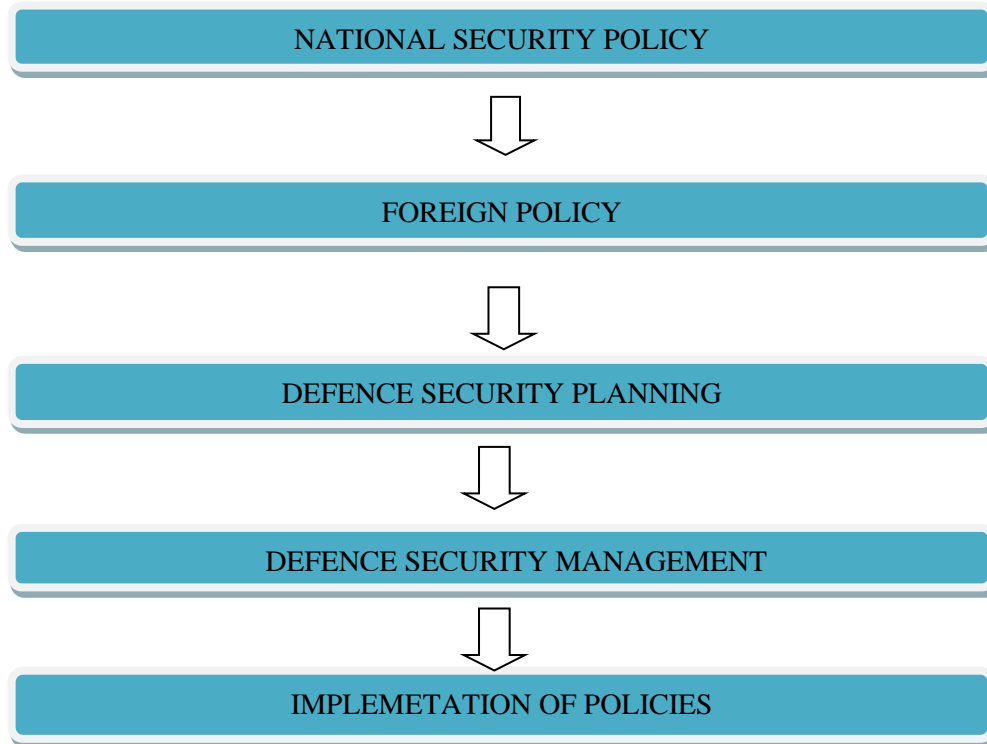 NATIONAL SECURITY POLICY
FOREIGN POLICY
DEFENCE SECURITY PLANNING
DEFENCE SECURITY MANAGEMENT
IMPLEMETATION OF POLICIES